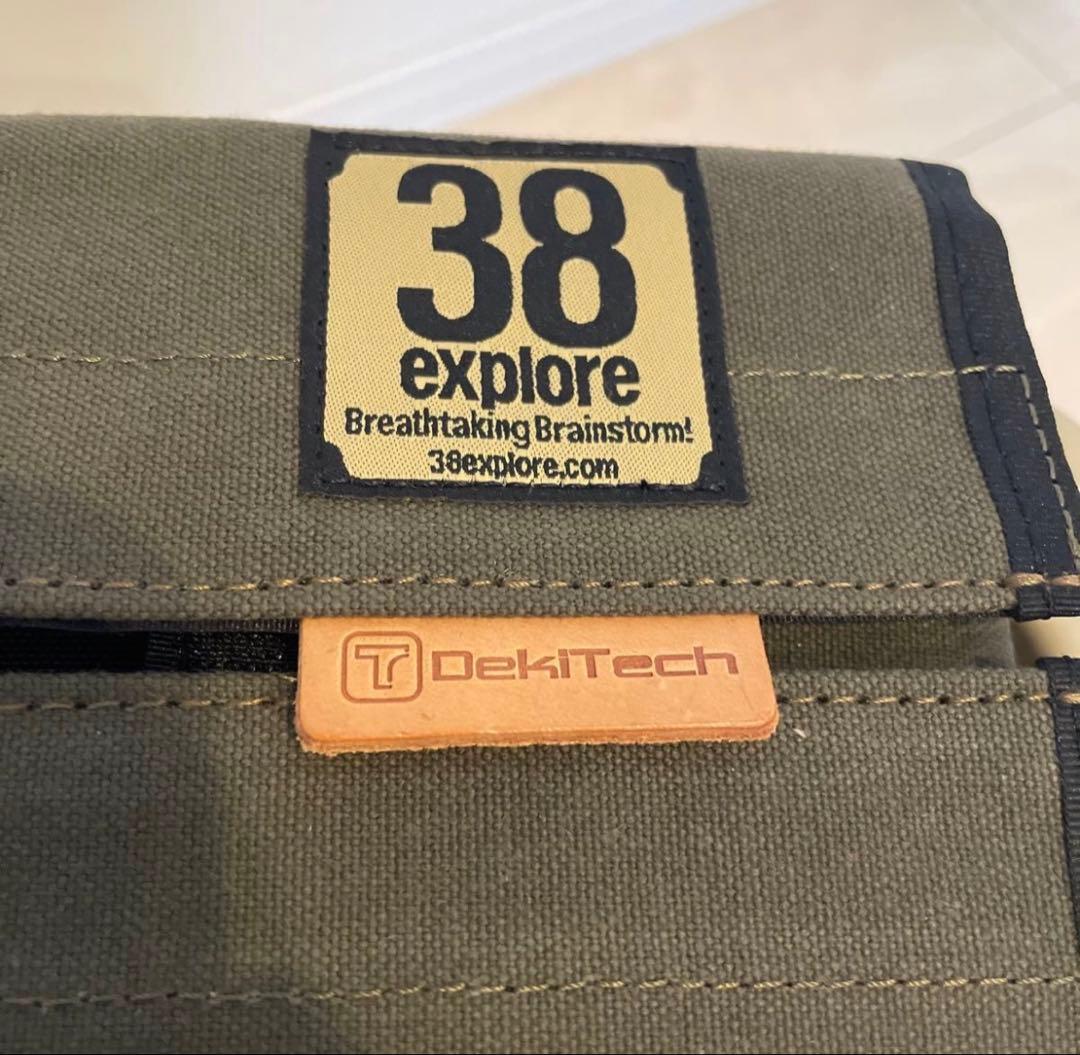 38
explore
Breathtaking Brainstorm!
38explore.com
DekiTech